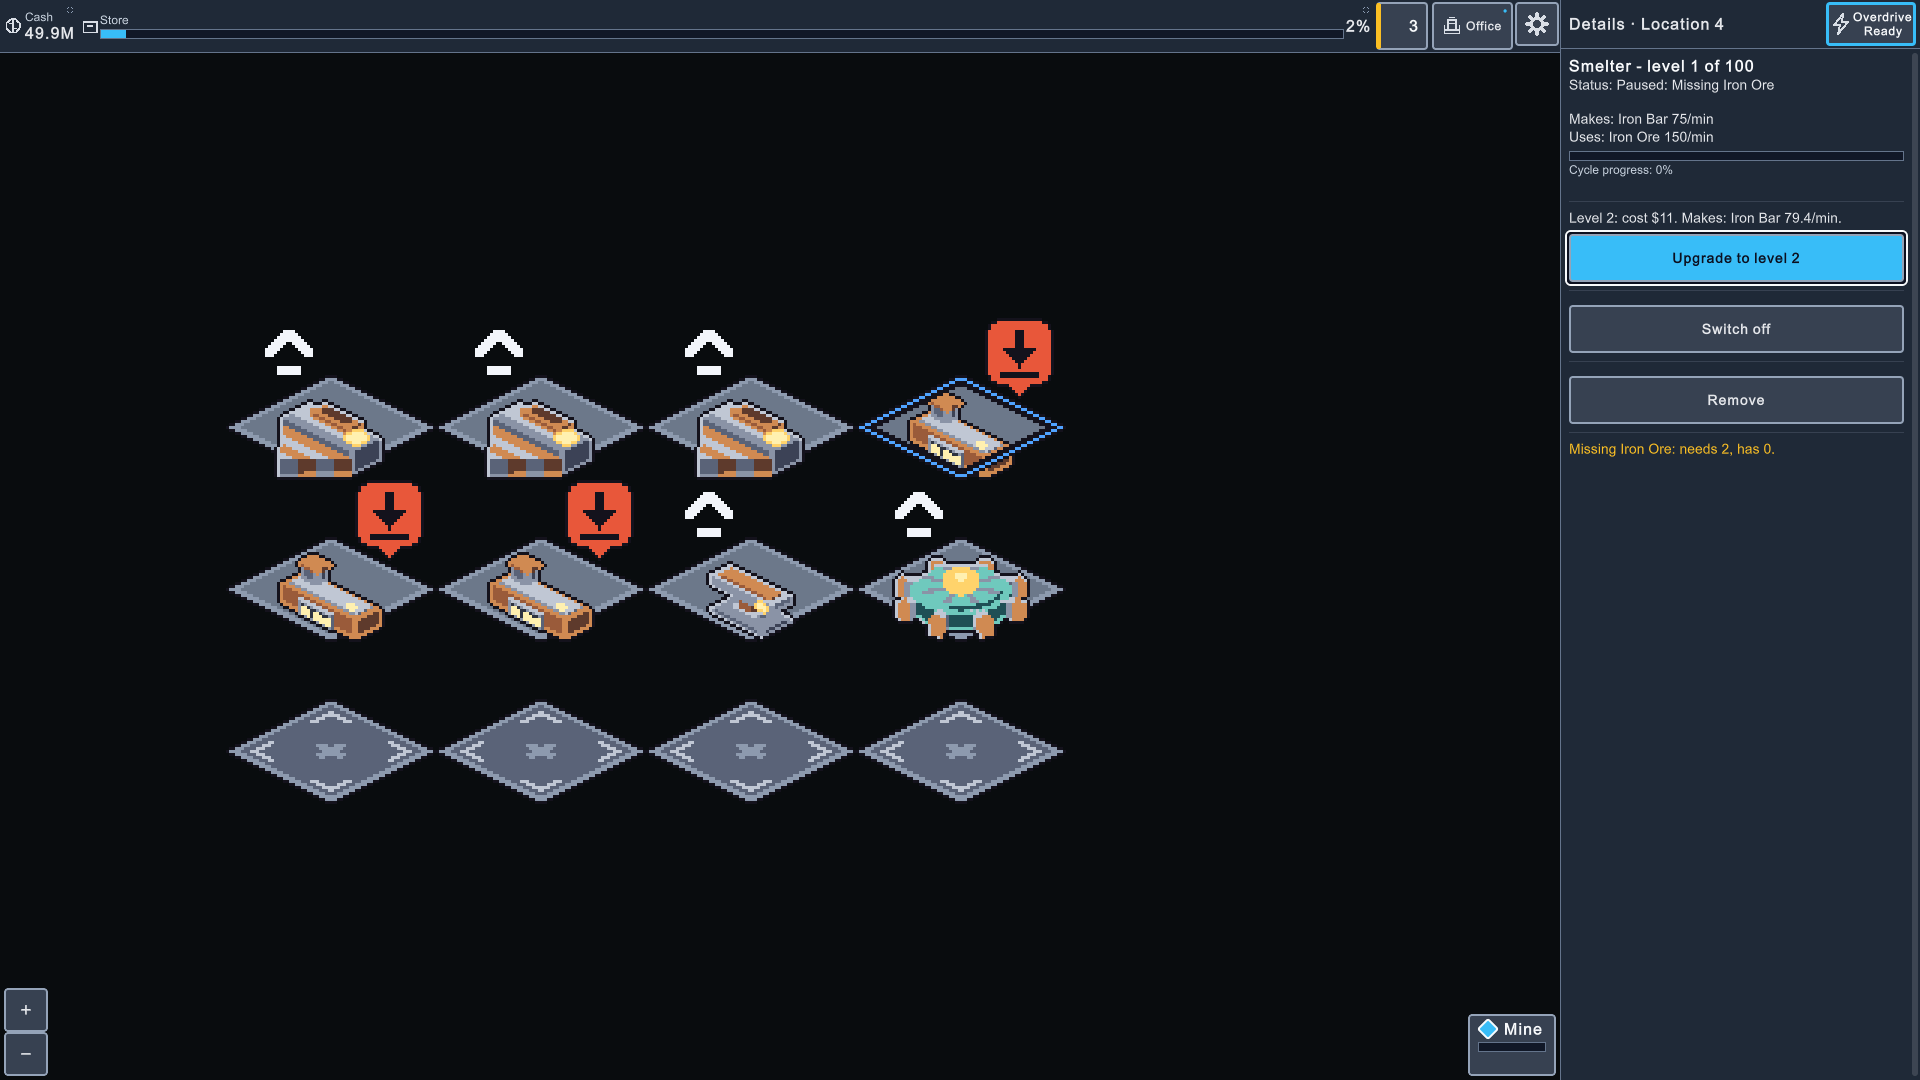 Cash
49.9M
Store
2%
3
Office
Details · Location 4
Overdrive
Ready
Smelter - level 1 of 100
Status: Paused: Missing Iron Ore
Makes: Iron Bar 75/min
Uses: Iron Ore 150/min
Cycle progress: 0%
Level 2: cost $11. Makes: Iron Bar 79.4/min.
Upgrade to level 2
Switch off
Remove
Missing Iron Ore: needs 2, has 0.
+
−
Mine